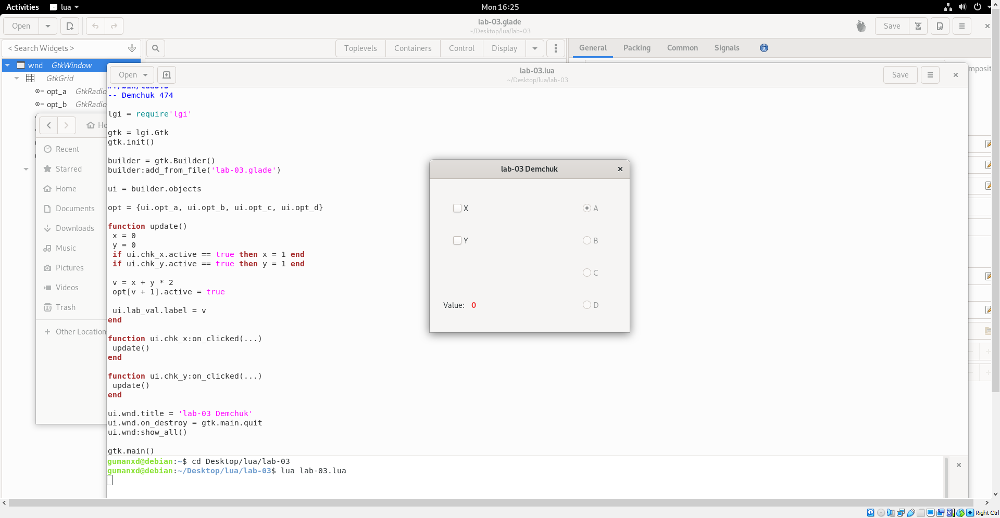 Activities lua Mon 16:25
Open lab-03.glade Save
~/Desktop/lua/lab-03
< Search Widgets > Toplevels Containers Control Display General Packing Common Signals
wnd GtkWindow
GtkGrid
opt_a GtkRadio
opt_b GtkRadio
Recent
Starred
Home
Documents
Downloads
Music
Pictures
Videos
Trash
+ Other Location
Open lab-03.lua Save
~/Desktop/lua/lab-03
-- Demchuk 474
lgi = require'lgi'
gtk = lgi.Gtk
gtk.init()
builder = gtk.Builder()
builder:add_from_file('lab-03.glade')
ui = builder.objects
opt = {ui.opt_a, ui.opt_b, ui.opt_c, ui.opt_d}
function update()
x = 0
y = 0
if ui.chk_x.active == true then x = 1 end
if ui.chk_y.active == true then y = 1 end
v = x + y * 2
opt[v + 1].active = true
ui.lab_val.label = v
end
function ui.chk_x:on_clicked(...)
update()
end
function ui.chk_y:on_clicked(...)
update()
end
ui.wnd.title = 'lab-03 Demchuk'
ui.wnd.on_destroy = gtk.main.quit
ui.wnd:show_all()
gtk.main()
gumanxd@debian:~$ cd Desktop/lua/lab-03
gumanxd@debian:~/Desktop/lua/lab-03$ lua lab-03.lua
lab-03 Demchuk
X A
Y B
C
Value: 0 D
Right Ctrl